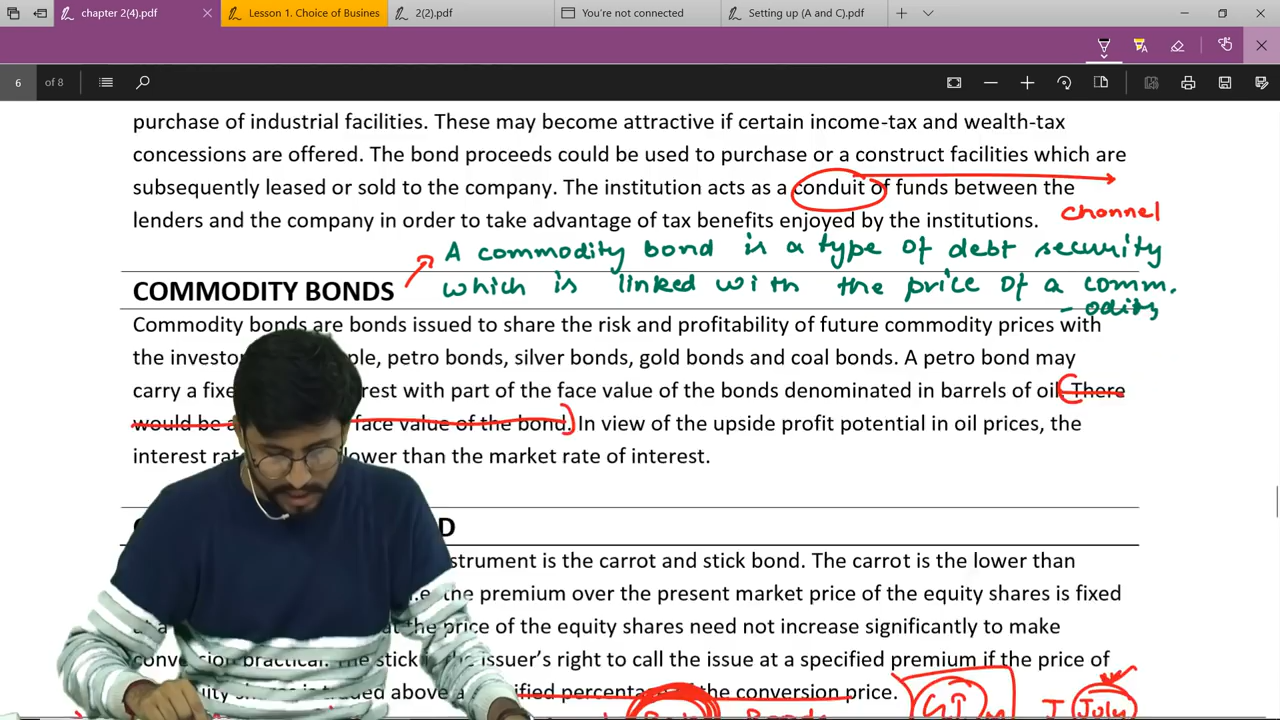 chapter 2(4).pdf
Lesson 1. Choice of Busines
2(2).pdf
You're not connected
Setting up (A and C).pdf
6 of 8
purchase of industrial facilities. These may become attractive if certain income-tax and wealth-tax
concessions are offered. The bond proceeds could be used to purchase or a construct facilities which are
subsequently leased or sold to the company. The institution acts as a conduit of funds between the
lenders and the company in order to take advantage of tax benefits enjoyed by the institutions.
channel
A commodity bond is a type of debt security
which is linked with the price of a comm.
- odity
COMMODITY BONDS
Commodity bonds are bonds issued to share the risk and profitability of future commodity prices with
the investor ple, petro bonds, silver bonds, gold bonds and coal bonds. A petro bond may
carry a fixe rest with part of the face value of the bonds denominated in barrels of oil. There
would be a face value of the bond. In view of the upside profit potential in oil prices, the
interest rat lower than the market rate of interest.
D
strument is the carrot and stick bond. The carrot is the lower than
the premium over the present market price of the equity shares is fixed
the price of the equity shares need not increase significantly to make
conversion practical. The stick issuer's right to call the issue at a specified premium if the price of
traded above a specified percentage of the conversion price.
Bonds
J July